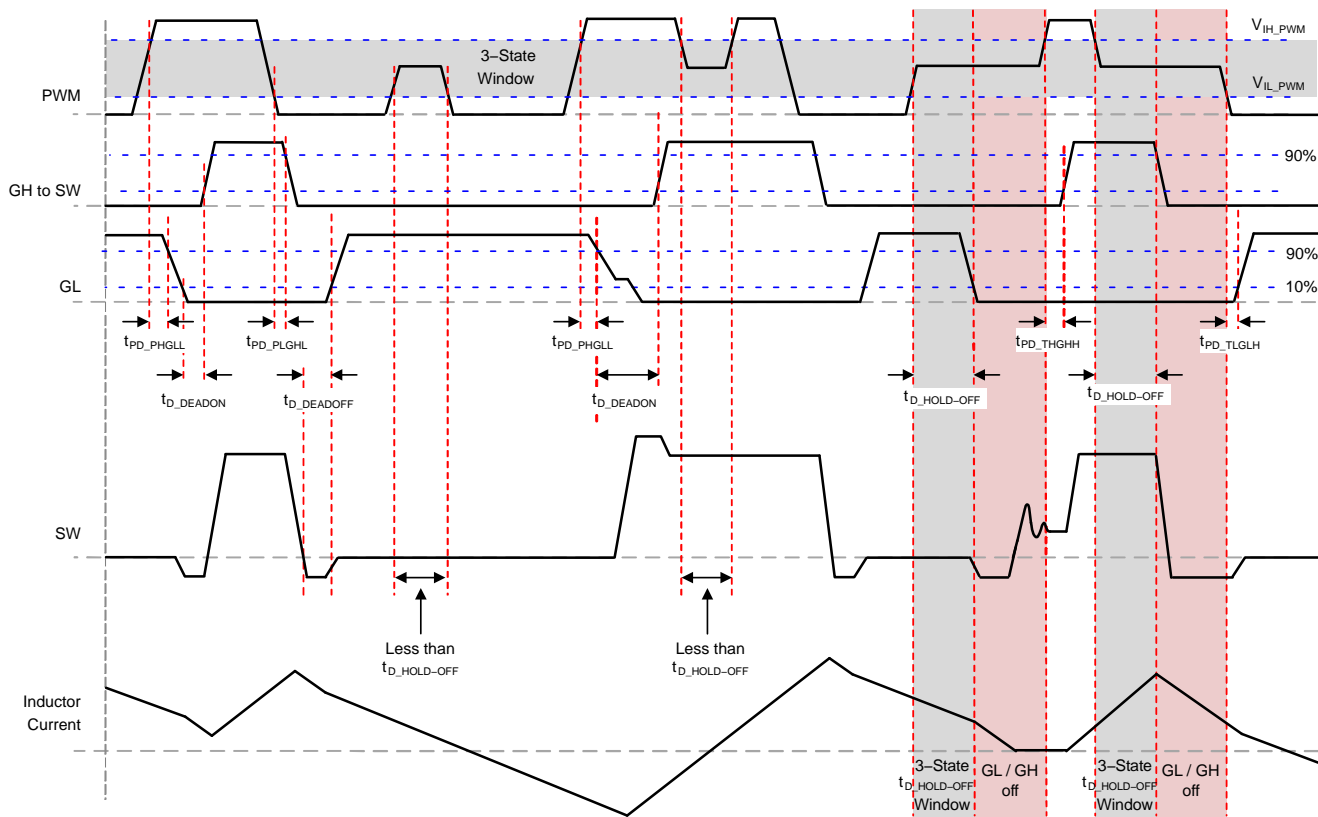 V_IH_PWM
3–State
Window
V_IL_PWM
PWM
90%
GH to SW
90%
GL
10%
t_PD_PHGLL
t_PD_PLGHL
t_PD_PHGLL
t_PD_THGHH
t_PD_TLGLH
t_D_DEADON
t_D_DEADOFF
t_D_DEADON
t_D_HOLD–OFF
t_D_HOLD–OFF
SW
Less than
t_D_HOLD–OFF
Less than
t_D_HOLD–OFF
Inductor
Current
3–State
t_D_HOLD–OFF
Window
GL / GH
off
3–State
t_D_HOLD–OFF
Window
GL / GH
off